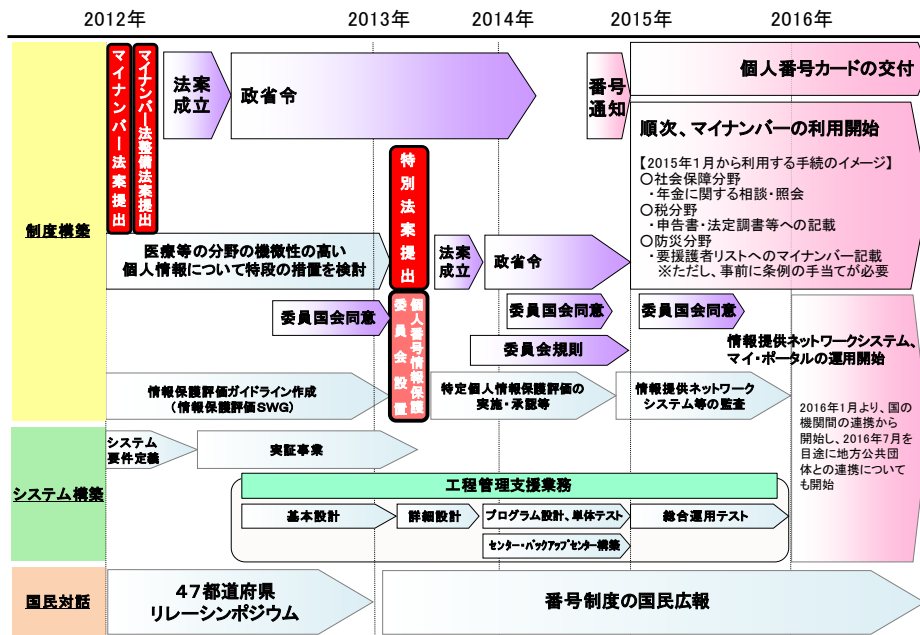 2012年
2013年
2014年
2015年
2016年
制度構築
マイナンバー法案提出
マイナンバー法整備法案提出
法案
成立
政省令
番号
通知
個人番号カードの交付
順次、マイナンバーの利用開始
【2015年1月から利用する手続のイメージ】
○社会保障分野
・年金に関する相談・照会
○税分野
・申告書・法定調書等への記載
○防災分野
・要援護者リストへのマイナンバー記載
※ただし、事前に条例の手当てが必要
医療等の分野の機微性の高い
個人情報について特段の措置を検討
特別法案提出
法案
成立
政省令
委員国会同意
個人番号情報保護
委員会設置
委員国会同意
委員会規則
委員国会同意
情報提供ネットワークシステム、
マイ・ポータルの運用開始
情報保護評価ガイドライン作成
(情報保護評価SWG)
特定個人情報保護評価の
実施・承認等
情報提供ネットワーク
システム等の監査
2016年1月より、国の
機関間の連携から
開始し、2016年7月を
目途に地方公共団
体との連携について
も開始
システム構築
システム
要件定義
実証事業
工程管理支援業務
基本設計
詳細設計
プログラム設計、単体テスト
総合運用テスト
センター・バックアップセンター構築
国民対話
47都道府県
リレーシンポジウム
番号制度の国民広報